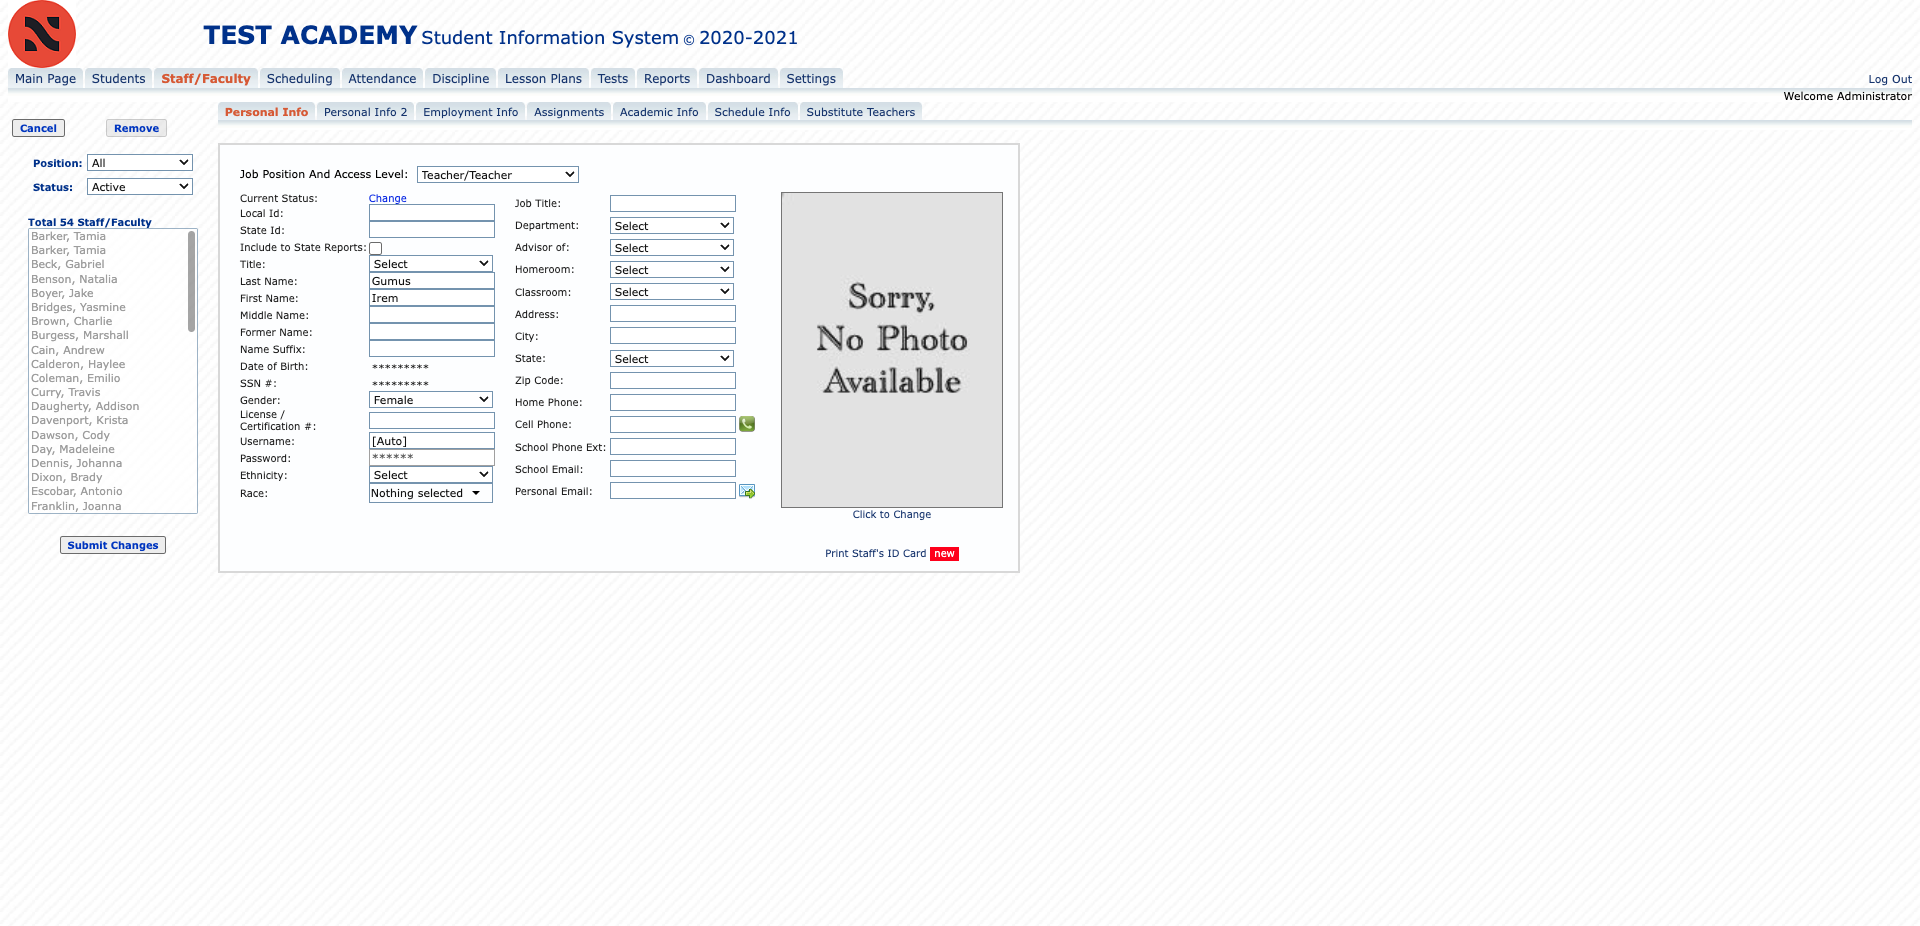 TEST ACADEMY Student Information System © 2020-2021
Main Page Students Staff/Faculty Scheduling Attendance Discipline Lesson Plans Tests Reports Dashboard Settings
Log Out
Welcome Administrator
Personal Info Personal Info 2 Employment Info Assignments Academic Info Schedule Info Substitute Teachers
Cancel Remove
Position: All
Status: Active
Total 54 Staff/Faculty
Barker, Tamia
Barker, Tamia
Beck, Gabriel
Benson, Natalia
Boyer, Jake
Bridges, Yasmine
Brown, Charlie
Burgess, Marshall
Cain, Andrew
Calderon, Haylee
Coleman, Emilio
Curry, Travis
Daugherty, Addison
Davenport, Krista
Dawson, Cody
Day, Madeleine
Dennis, Johanna
Dixon, Brady
Escobar, Antonio
Franklin, Joanna
Submit Changes
Job Position And Access Level: Teacher/Teacher
Current Status: Change
Local Id:
State Id:
Include to State Reports:
Title: Select
Last Name: Gumus
First Name: Irem
Middle Name:
Former Name:
Name Suffix:
Date of Birth: *********
SSN #: *********
Gender: Female
License /
Certification #:
Username: [Auto]
Password: ******
Ethnicity: Select
Race: Nothing selected
Job Title:
Department: Select
Advisor of: Select
Homeroom: Select
Classroom: Select
Address:
City:
State: Select
Zip Code:
Home Phone:
Cell Phone:
School Phone Ext:
School Email:
Personal Email:
Sorry,
No Photo
Available
Click to Change
Print Staff's ID Card new